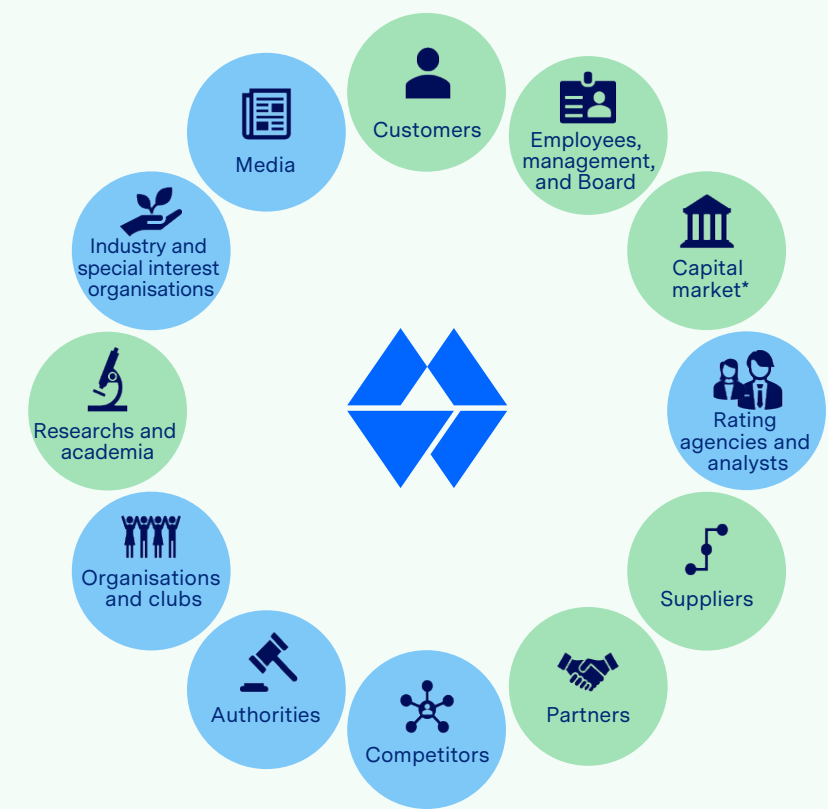 Customers
Employees,
management,
and Board
Capital
market*
Rating
agencies and
analysts
Suppliers
Partners
Competitors
Authorities
Organisations
and clubs
Researchs and
academia
Industry and
special interest
organisations
Media